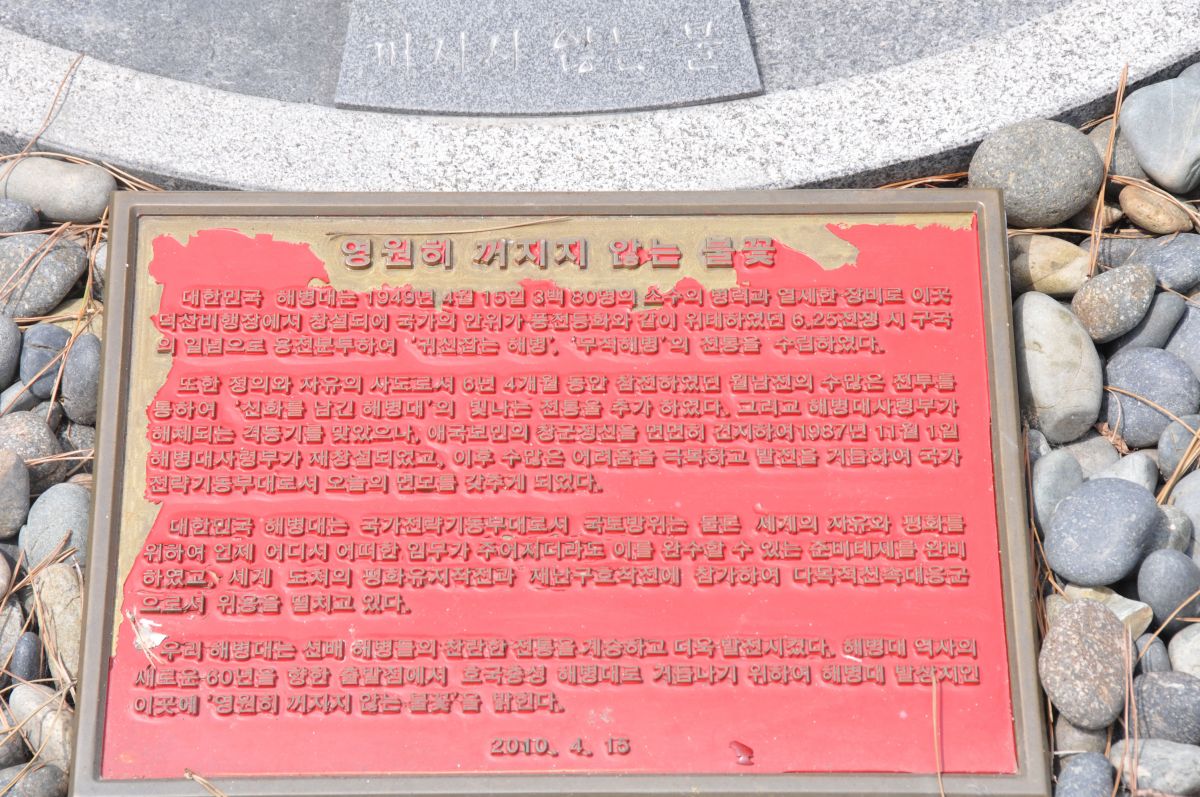 꺼지지 않는 불
영원히 꺼지지 않는 불꽃
대한민국 해병대는 1949년 4월 15일 3백 80명의 소수의 병력과 열세한 장비로 이곳
덕산비행장에서 창설되어 국가의 안위가 풍전등화와 같이 위태하였던 6.25전쟁 시 구국
의 일념으로 용전분투하여 '귀신잡는 해병', '무적해병'의 전통을 수립하였다.
또한 정의와 자유의 사도로서 6년 4개월 동안 참전하였던 월남전의 수많은 전투를
통하여 '신화를 남긴 해병대'의 빛나는 전통을 추가 하였다. 그리고 해병대사령부가
해체되는 격동기를 맞았으나, 애국보민의 창군정신을 면면히 견지하여1987년 11월 1일
해병대사령부가 재창설되었고, 이후 수많은 어려움을 극복하고 발전을 거듭하여 국가
전략기동부대로서 오늘의 면모를 갖추게 되었다.
대한민국 해병대는 국가전략기동부대로서 국토방위는 물론 세계의 자유와 평화를
위하여 언제 어디서 어떠한 임무가 주어지더라도 이를 완수할 수 있는 준비태세를 완비
하였고, 세계 도처의 평화유지작전과 재난구호작전에 참가하여 다목적신속대응군
으로서 위용을 떨치고 있다.
우리 해병대는 선배 해병들의 찬란한 전통을 계승하고 더욱 발전시켰다. 해병대 역사의
새로운 60년을 향한 출발점에서 호국충성 해병대로 거듭나기 위하여 해병대 발상지인
이곳에 '영원히 꺼지지 않는 불꽃'을 밝힌다.
2010. 4. 15